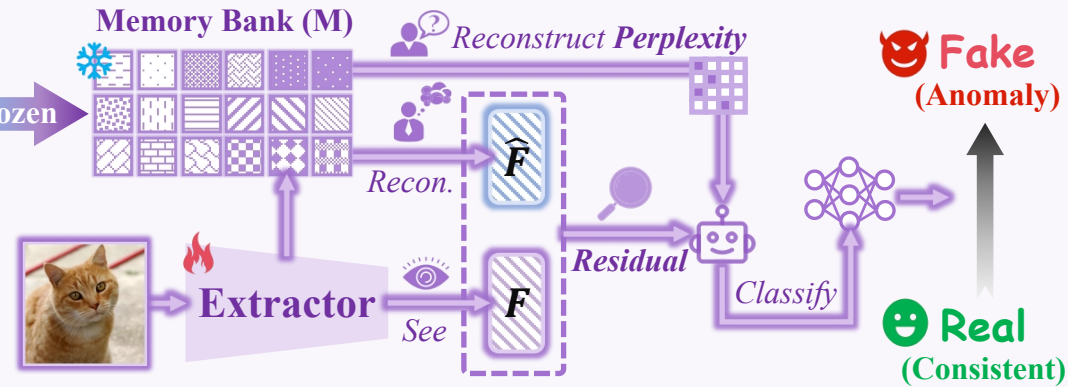 Memory Bank (M)
?
Reconstruct Perplexity
Fake
(Anomaly)
ozen
F̂
Recon.
Residual
Extractor
See
F
Classify
Real
(Consistent)